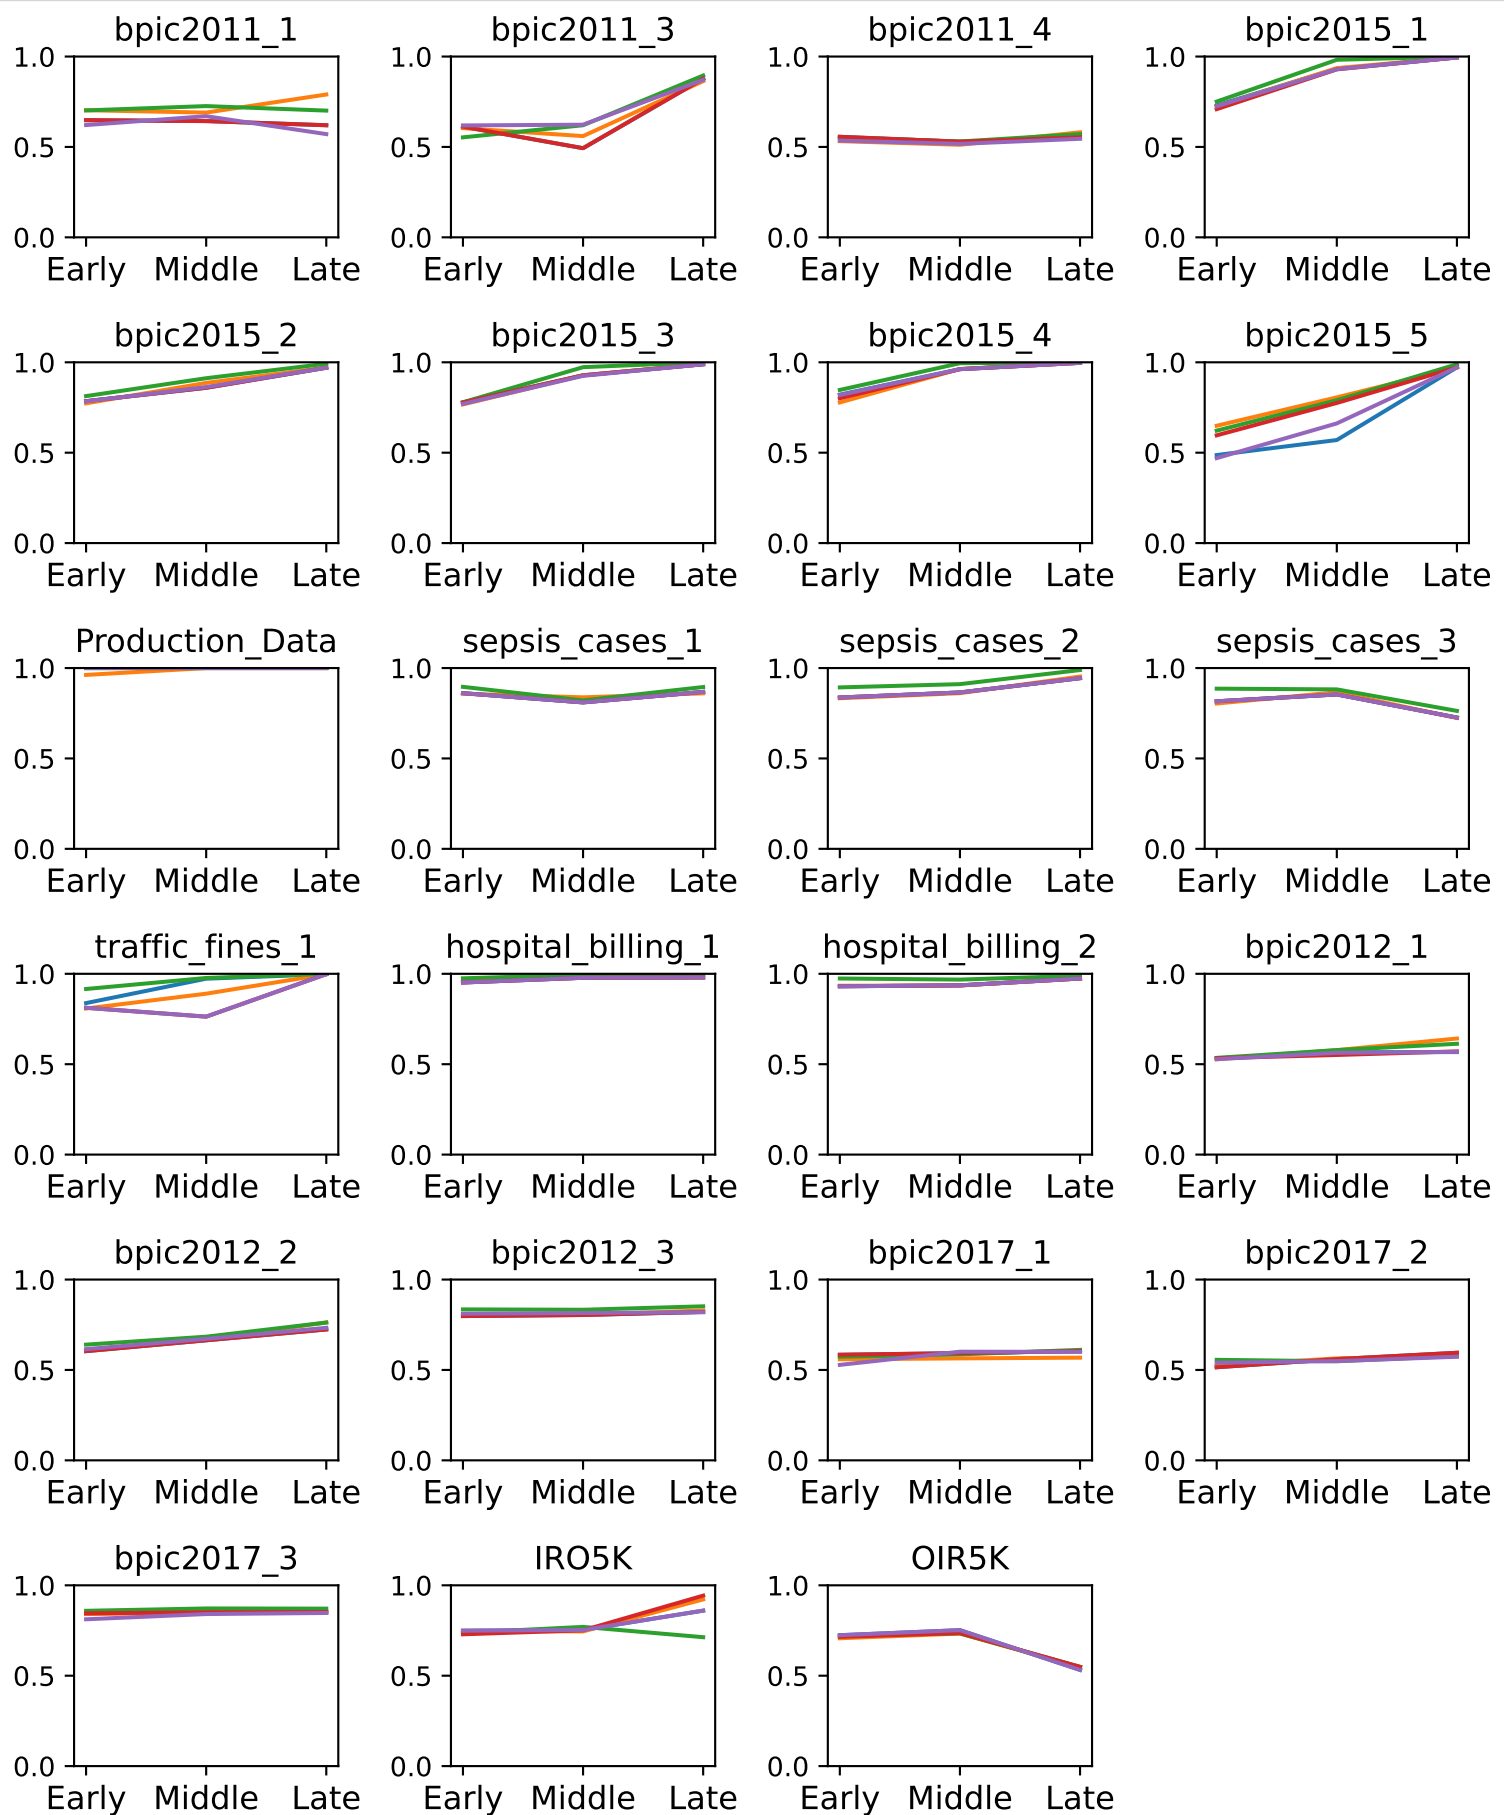 bpic2011_1
bpic2011_3
bpic2011_4
bpic2015_1
1.0
0.5
0.0
Early Middle Late
1.0
0.5
0.0
Early Middle Late
1.0
0.5
0.0
Early Middle Late
1.0
0.5
0.0
Early Middle Late
bpic2015_2
bpic2015_3
bpic2015_4
bpic2015_5
1.0
0.5
0.0
Early Middle Late
1.0
0.5
0.0
Early Middle Late
1.0
0.5
0.0
Early Middle Late
1.0
0.5
0.0
Early Middle Late
Production_Data
sepsis_cases_1
sepsis_cases_2
sepsis_cases_3
1.0
0.5
0.0
Early Middle Late
1.0
0.5
0.0
Early Middle Late
1.0
0.5
0.0
Early Middle Late
1.0
0.5
0.0
Early Middle Late
traffic_fines_1
hospital_billing_1
hospital_billing_2
bpic2012_1
1.0
0.5
0.0
Early Middle Late
1.0
0.5
0.0
Early Middle Late
1.0
0.5
0.0
Early Middle Late
1.0
0.5
0.0
Early Middle Late
bpic2012_2
bpic2012_3
bpic2017_1
bpic2017_2
1.0
0.5
0.0
Early Middle Late
1.0
0.5
0.0
Early Middle Late
1.0
0.5
0.0
Early Middle Late
1.0
0.5
0.0
Early Middle Late
bpic2017_3
IRO5K
OIR5K
1.0
0.5
0.0
Early Middle Late
1.0
0.5
0.0
Early Middle Late
1.0
0.5
0.0
Early Middle Late